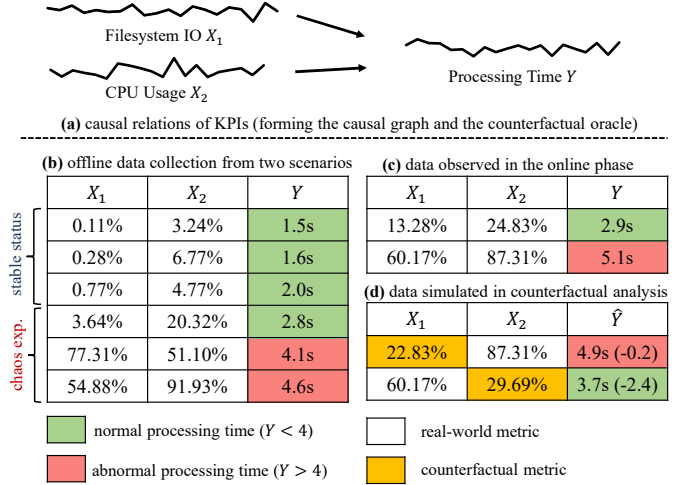 Filesystem IO X₁
CPU Usage X₂
Processing Time Y
(a) causal relations of KPIs (forming the causal graph and the counterfactual oracle)
(b) offline data collection from two scenarios
X₁ X₂ Y
stable status
0.11% 3.24% 1.5s
0.28% 6.77% 1.6s
0.77% 4.77% 2.0s
chaos exp.
3.64% 20.32% 2.8s
77.31% 51.10% 4.1s
54.88% 91.93% 4.6s
(c) data observed in the online phase
X₁ X₂ Y
13.28% 24.83% 2.9s
60.17% 87.31% 5.1s
(d) data simulated in counterfactual analysis
X₁ X₂ Ŷ
22.83% 87.31% 4.9s (-0.2)
60.17% 29.69% 3.7s (-2.4)
normal processing time (Y < 4)
abnormal processing time (Y > 4)
real-world metric
counterfactual metric